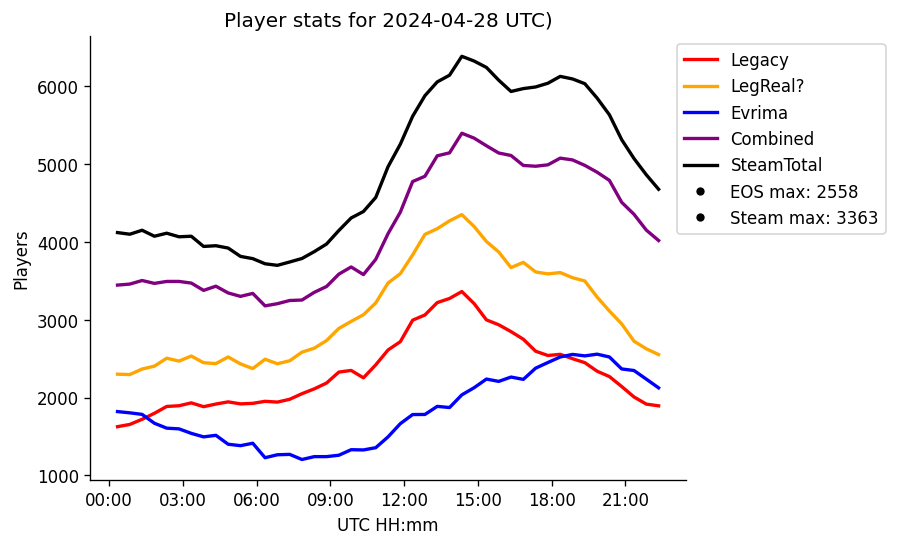 Player stats for 2024-04-28 UTC)
Legacy
LegReal?
Evrima
Combined
SteamTotal
EOS max: 2558
Steam max: 3363
Players
6000
5000
4000
3000
2000
1000
00:00 03:00 06:00 09:00 12:00 15:00 18:00 21:00
UTC HH:mm